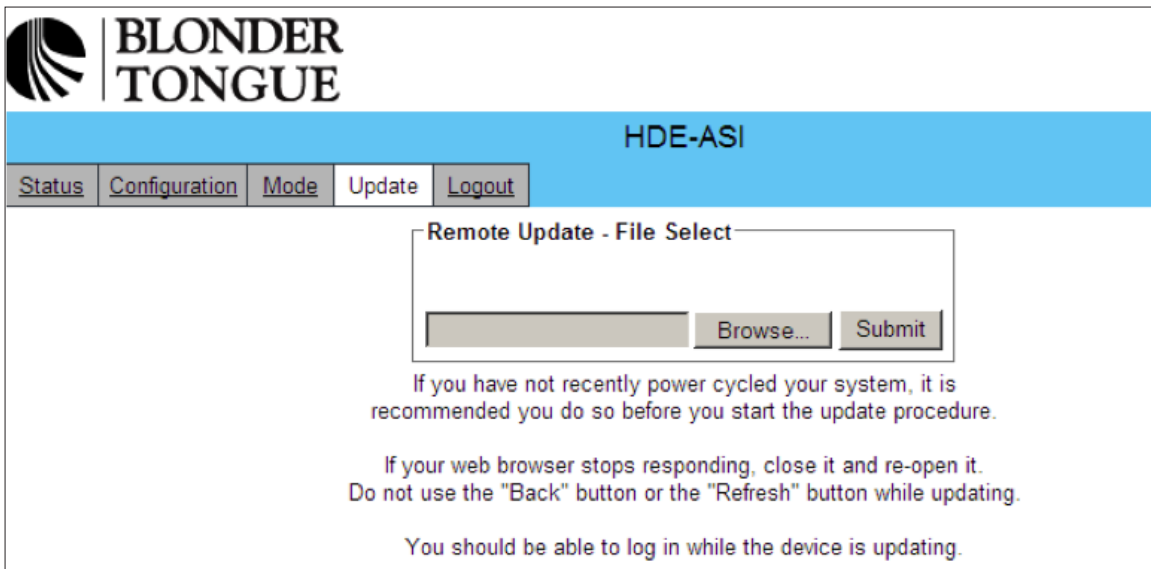 BLONDER
TONGUE
HDE-ASI
Status Configuration Mode Update Logout
Remote Update - File Select
Browse... Submit
If you have not recently power cycled your system, it is
recommended you do so before you start the update procedure.
If your web browser stops responding, close it and re-open it.
Do not use the "Back" button or the "Refresh" button while updating.
You should be able to log in while the device is updating.